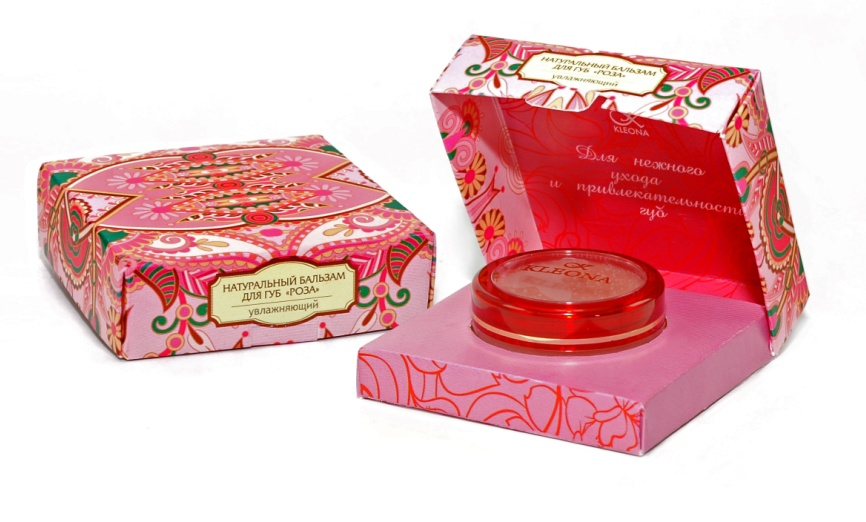 НАТУРАЛЬНЫЙ БАЛЬЗАМ
ДЛЯ ГУБ «РОЗА»
увлажняющий
НАТУРАЛЬНЫЙ БАЛЬЗАМ
ДЛЯ ГУБ «РОЗА»
увлажняющий
KLEONA
Для нежного
ухода
и привлекательности
губ
KLEONA